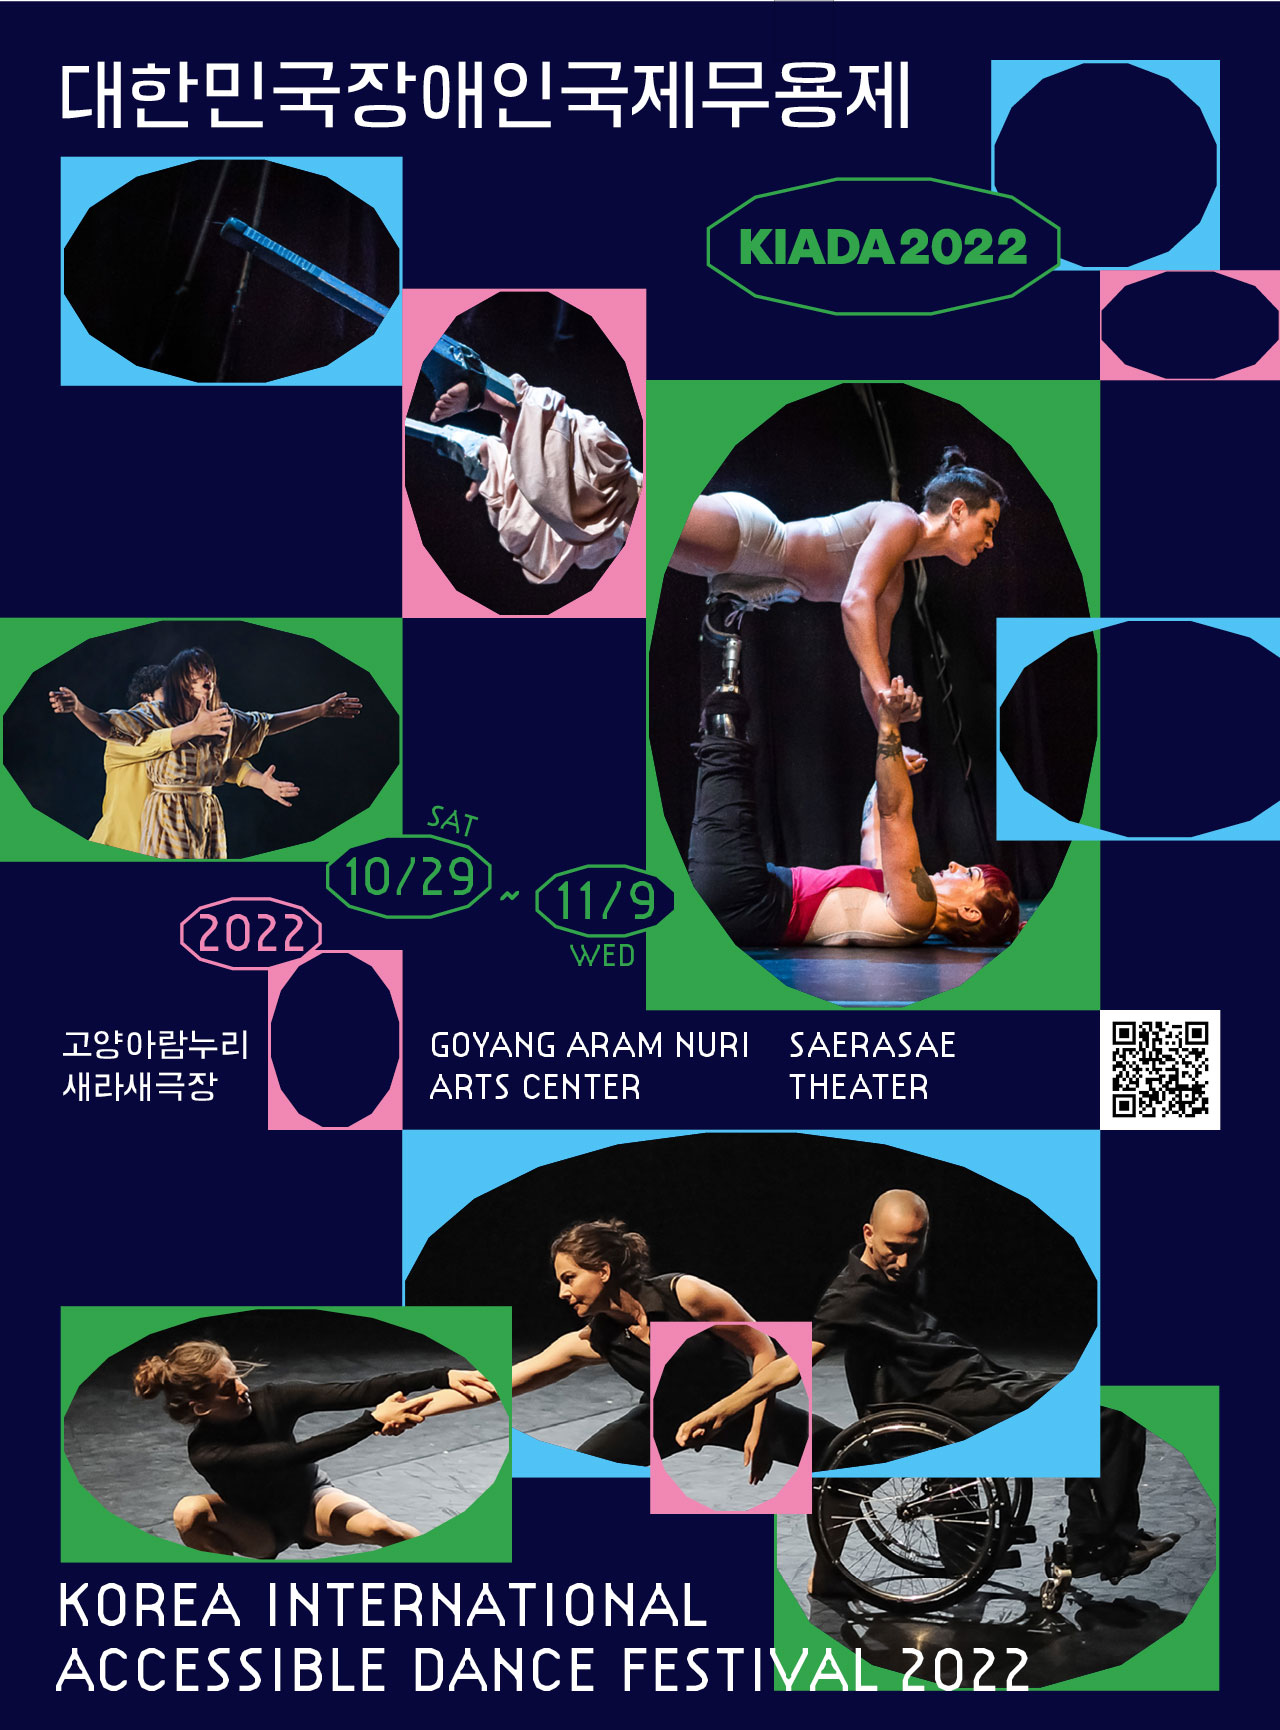 대한민국장애인국제무용제
KIADA2022
SAT
10/29 ~ 11/9
WED
2022
고양아람누리
새라새극장
GOYANG ARAM NURI
ARTS CENTER
SAERASAE
THEATER
KOREA INTERNATIONAL
ACCESSIBLE DANCE FESTIVAL 2022